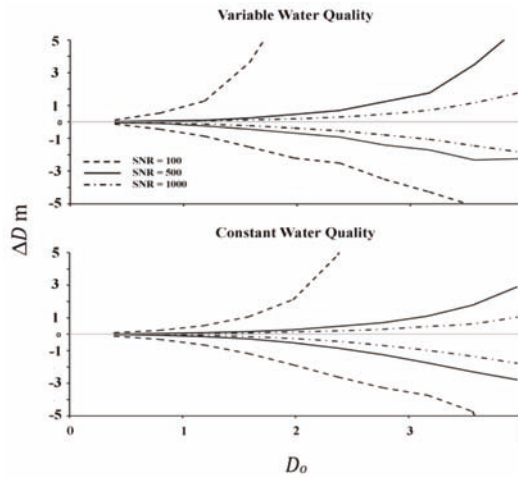 Variable Water Quality
5
3
1
0
-1
-3
-5
SNR = 100
SNR = 500
SNR = 1000
ΔD m
Constant Water Quality
5
3
1
0
-1
-3
-5
0 1 2 3
Do